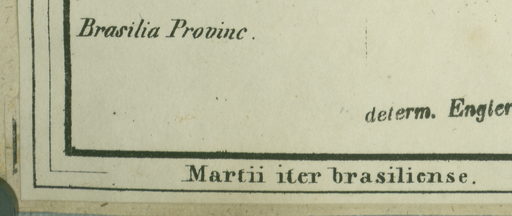 Brasilia Provinc.
determ. Engler
Martii iter brasiliense.